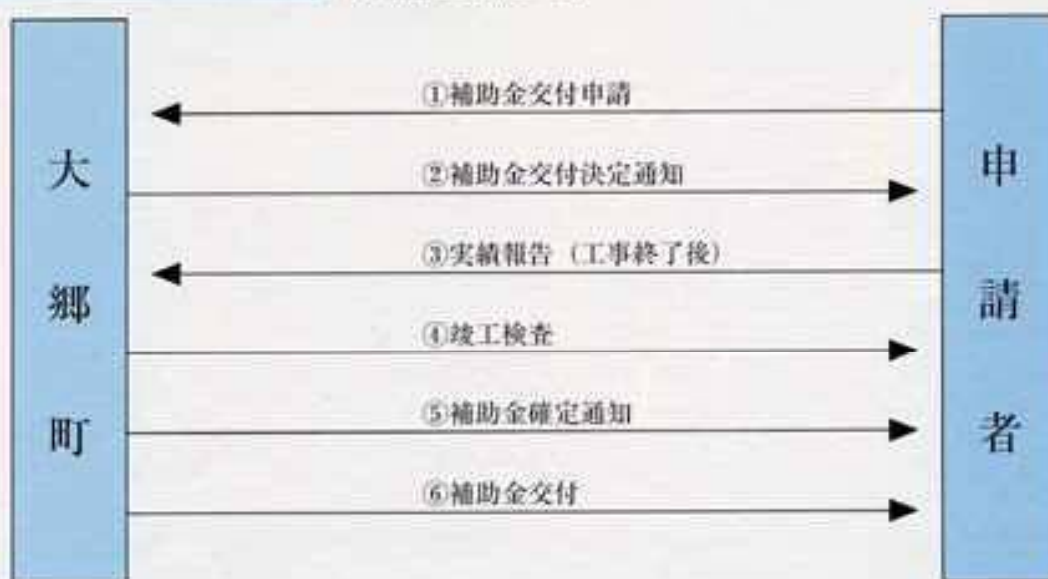 大郷町
①補助金交付申請
②補助金交付決定通知
③実績報告（工事終了後）
④竣工検査
⑤補助金確定通知
⑥補助金交付
申請者